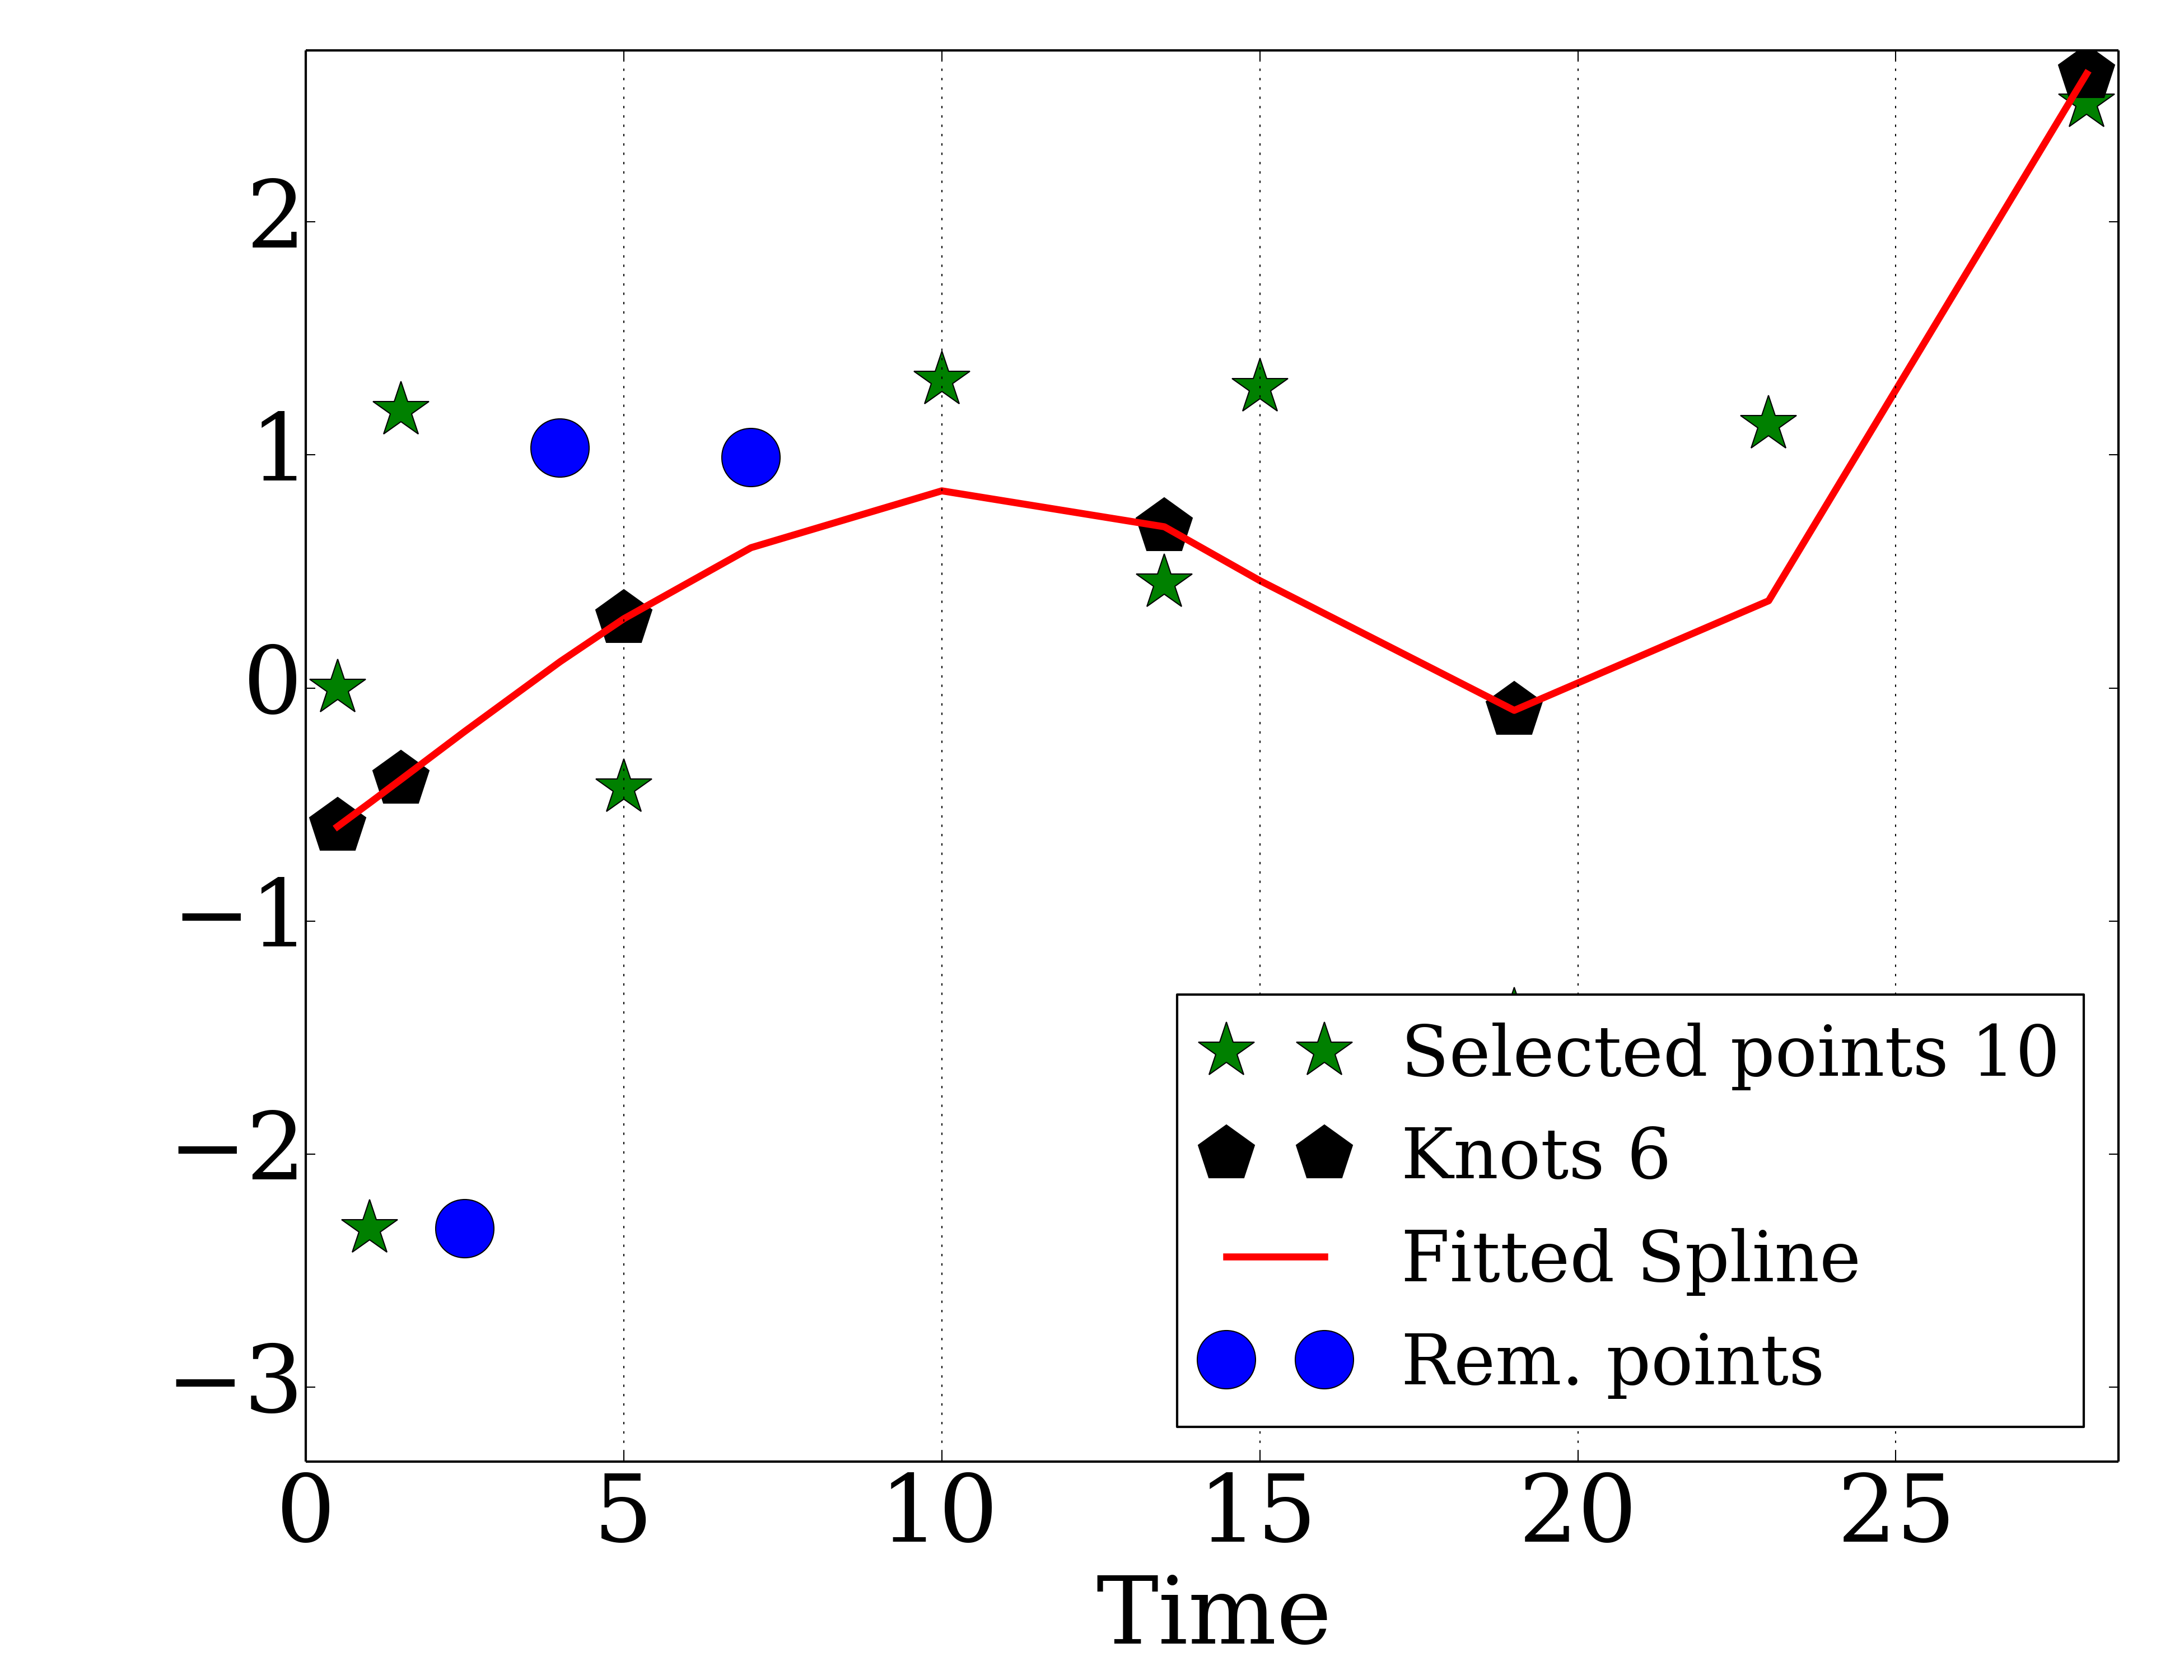 2
1
0
−1
−2
−3
Selected points 10
Knots 6
Fitted Spline
Rem. points
0 5 10 15 20 25
Time